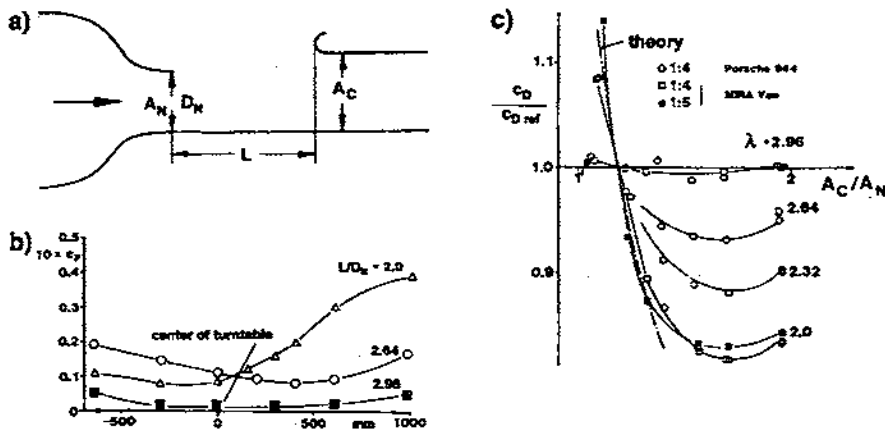 a)
A_N
D_N
A_C
L
b)
0.5
0.4
0.3
0.2
0.1
0
L/D_N = 2.0
center of turntable
2.64
2.96
-500
0
500
mm
1000
c)
1.1
theory
1:4 Porsche 944
1:4
1:5 MIRA Van
c_D
c_D ref
λ = 2.96
1.0
1
2
A_C/A_N
2.64
2.32
0.9
2.0